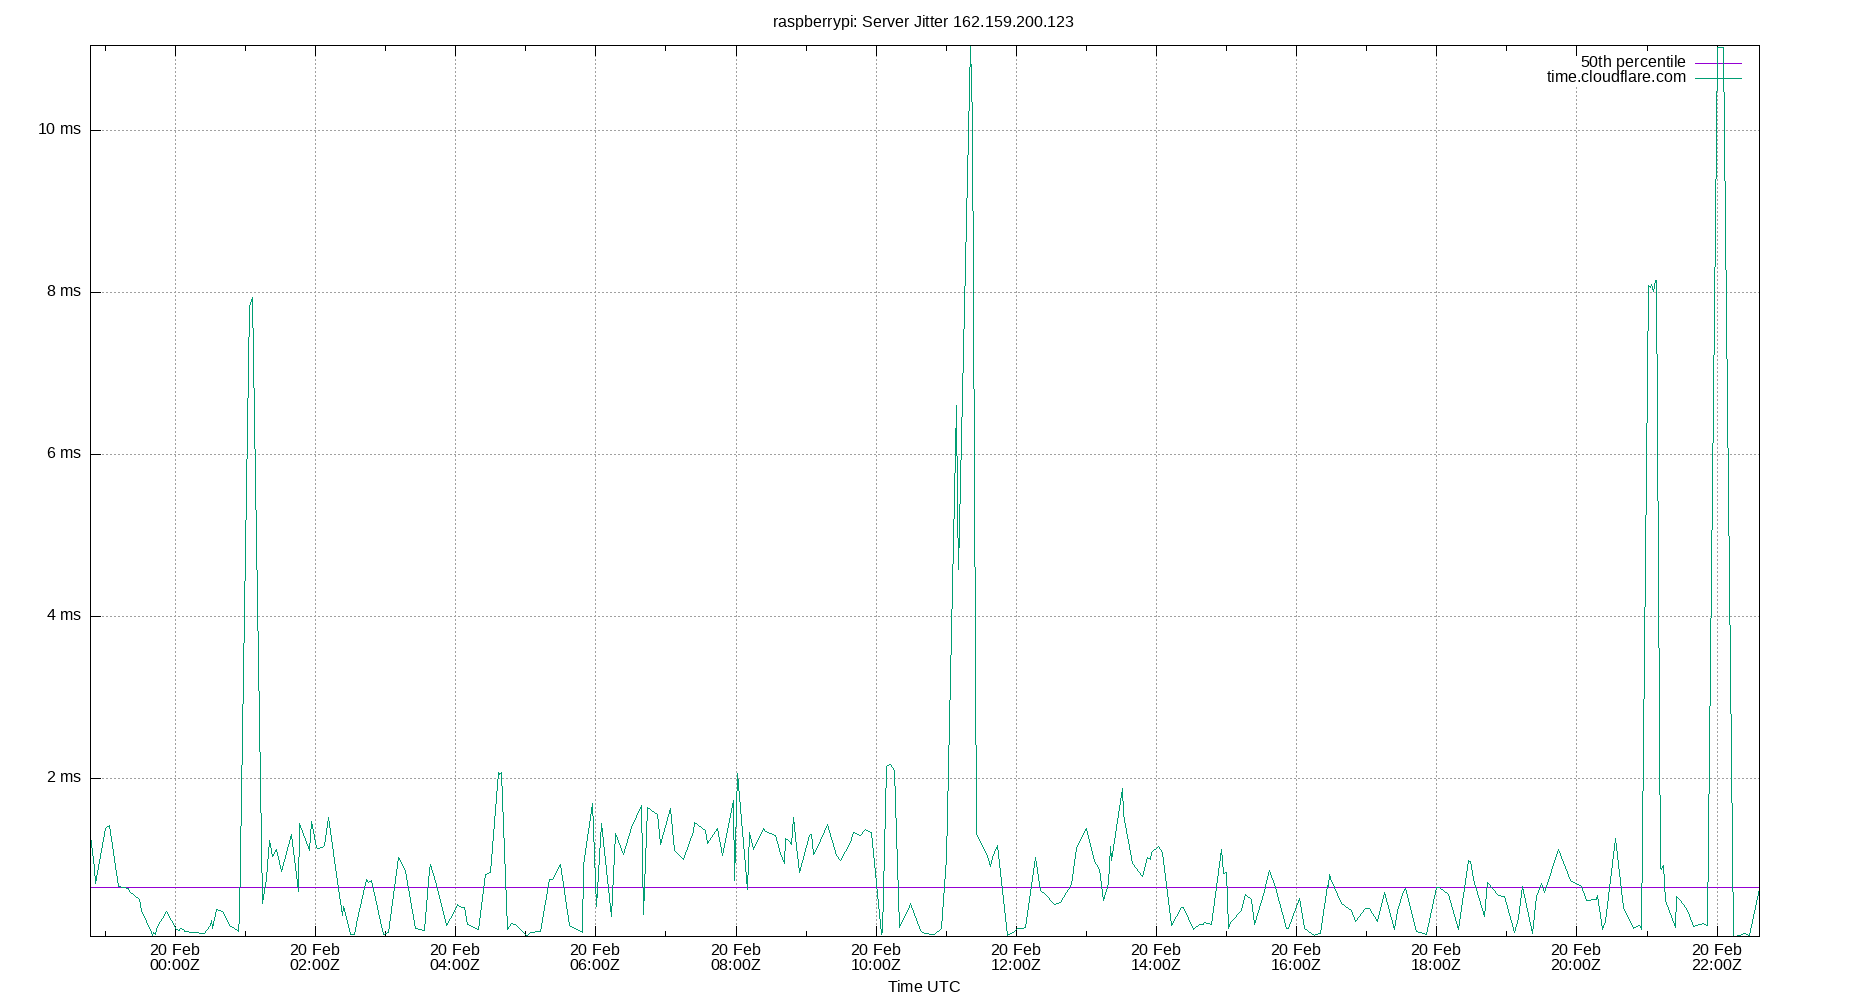 raspberrypi: Server Jitter 162.159.200.123
50th percentile
time.cloudflare.com
10 ms
8 ms
6 ms
4 ms
2 ms
20 Feb 20 Feb 20 Feb 20 Feb 20 Feb 20 Feb 20 Feb 20 Feb 20 Feb 20 Feb 20 Feb 20 Feb
00:00Z 02:00Z 04:00Z 06:00Z 08:00Z 10:00Z 12:00Z 14:00Z 16:00Z 18:00Z 20:00Z 22:00Z
Time UTC